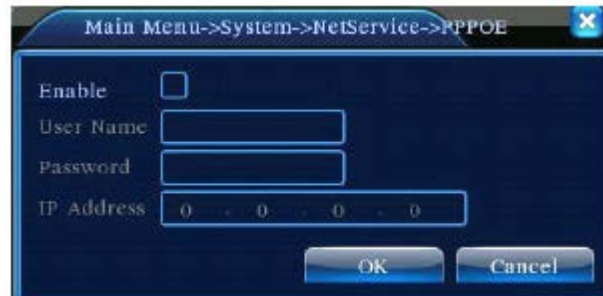 Main Menu->System->NetService->PPPOE
Enable
User Name
Password
IP Address 0 . 0 . 0 . 0
OK Cancel